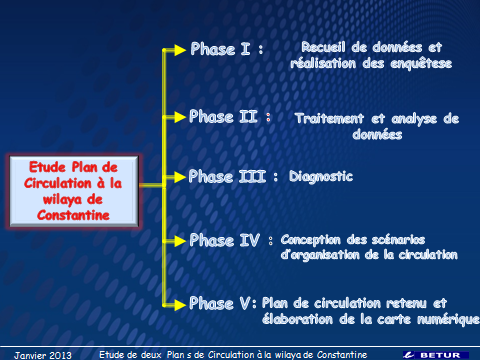 Phase I :
Recueil de données et
réalisation des enquêtese
Phase II :
Traitement et analyse de
données
Etude Plan de
Circulation à la
wilaya de
Constantine
Phase III :
Diagnostic
Phase IV :
Conception des scénarios
d'organisation de la circulation
Phase V:
Plan de circulation retenu et
élaboration de la carte numérique
Janvier 2013
Etude de deux Plan s de Circulation à la wilaya de Constantine
BETUR